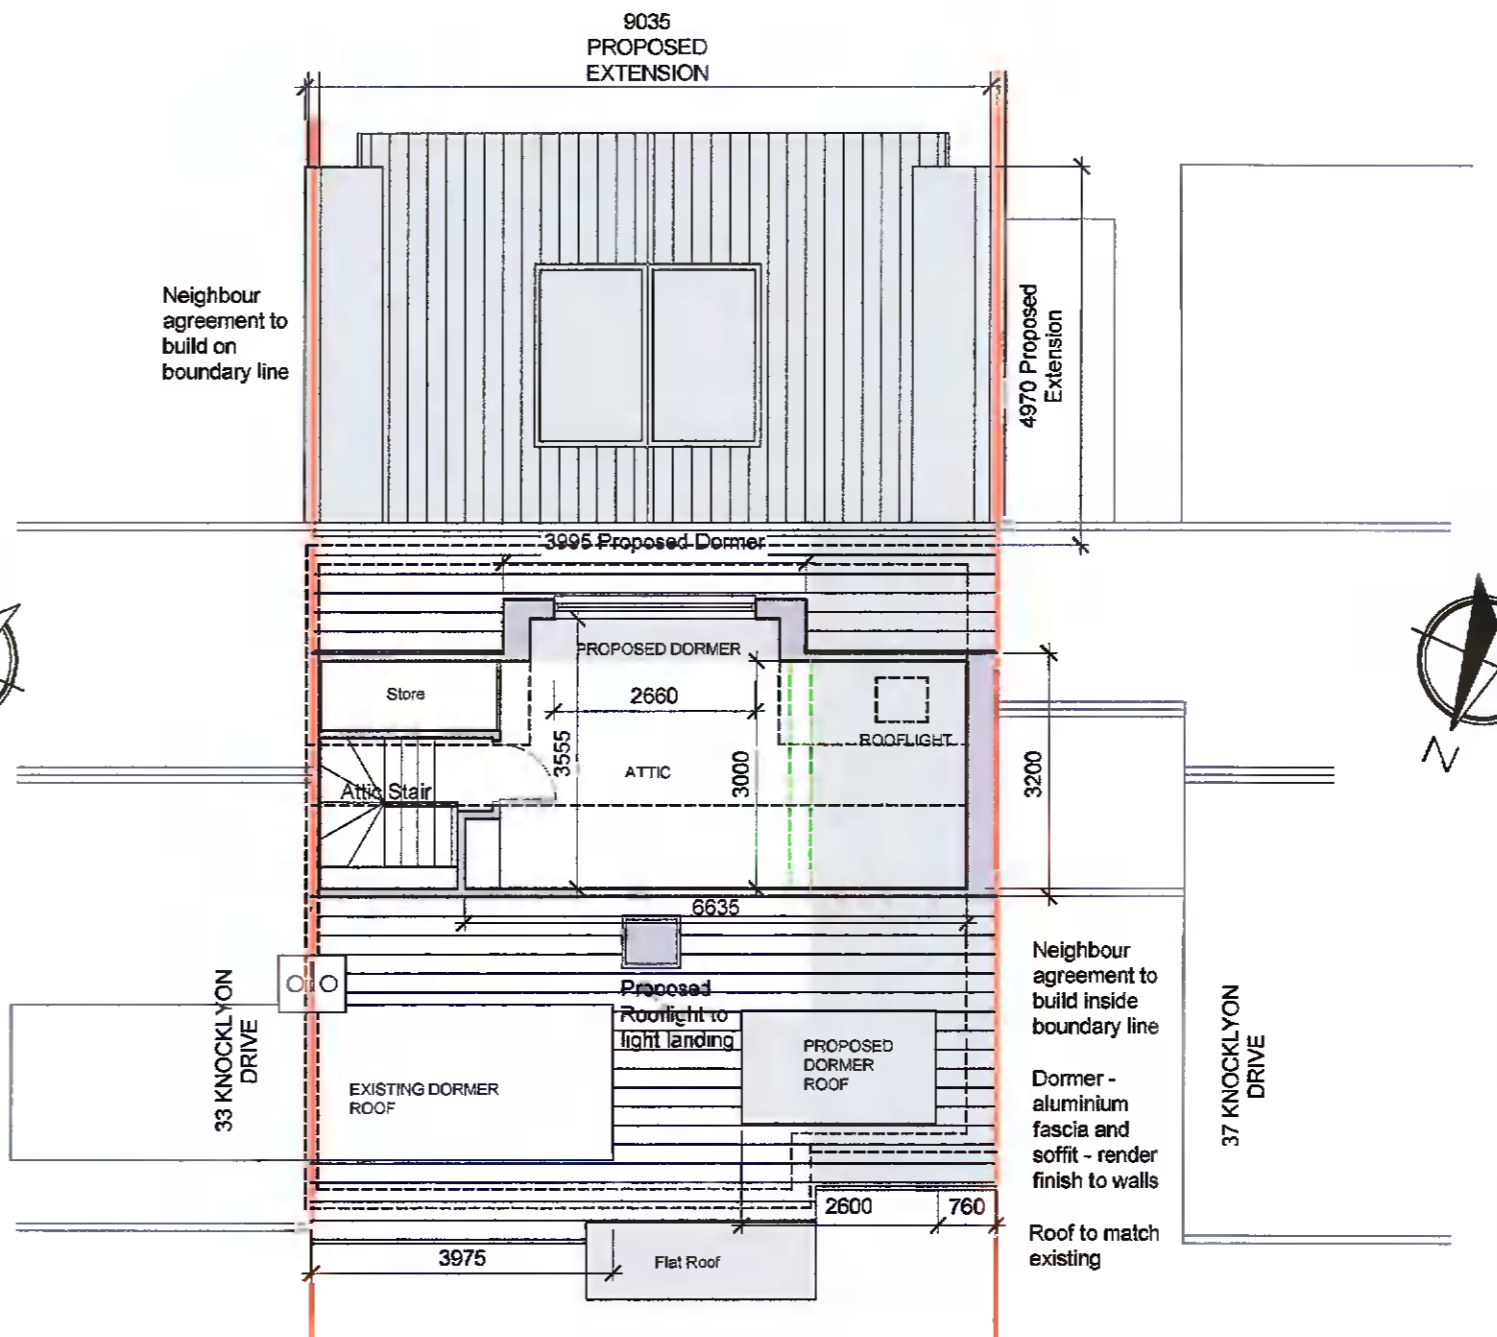 9035
PROPOSED
EXTENSION
Neighbour
agreement to
build on
boundary line
4970 Proposed
Extension
3995 Proposed Dormer
PROPOSED DORMER
Store
2660
ROOFLIGHT
3555
ATTIC
3000
3200
Attic Stair
N
6635
Proposed
Rooflight to
light landing
33 KNOCKLYON
DRIVE
EXISTING DORMER
ROOF
PROPOSED
DORMER
ROOF
Neighbour
agreement to
build inside
boundary line
Dormer -
aluminium
fascia and
soffit - render
finish to walls
Roof to match
existing
37 KNOCKLYON
DRIVE
2600
760
3975
Flat Roof